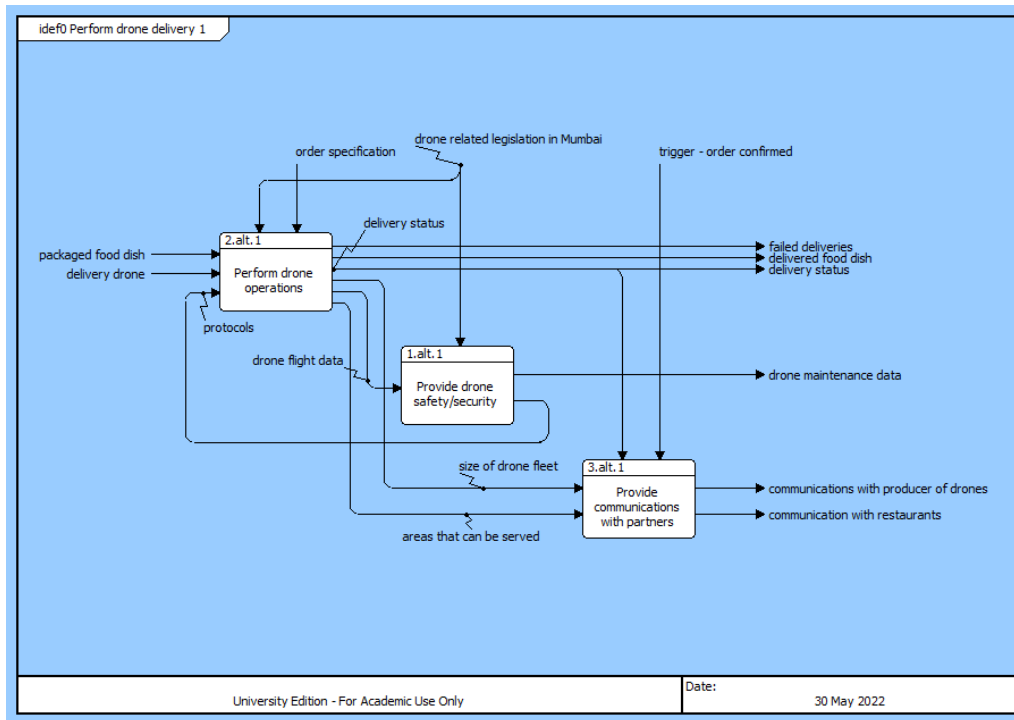 idef0 Perform drone delivery 1
drone related legislation in Mumbai
order specification
trigger - order confirmed
delivery status
2.alt.1
Perform drone
operations
packaged food dish
delivery drone
protocols
failed deliveries
delivered food dish
delivery status
1.alt.1
Provide drone
safety/security
drone flight data
drone maintenance data
size of drone fleet
3.alt.1
Provide
communications
with partners
areas that can be served
communications with producer of drones
communication with restaurants
University Edition - For Academic Use Only
Date:
30 May 2022